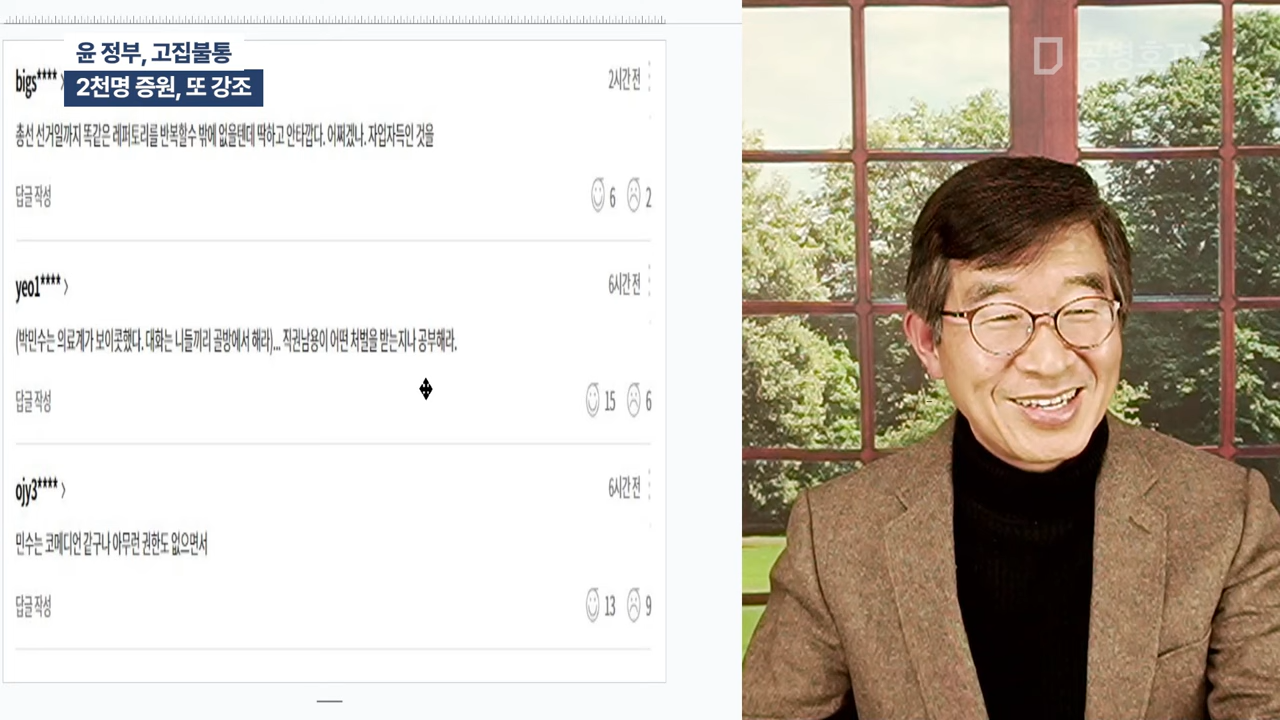 윤 정부, 고집불통
2천명 증원, 또 강조
공병호TV
bigs**** 〉
2시간 전
총선 선거일까지 똑같은 레퍼토리를 반복할수 밖에 없을텐데 딱하고 안타깝다. 어쩌겠나. 자업자득인 것을
답글 작성
6
2
yeo1**** 〉
6시간 전
(박민수는 의료계가 보이콧했다. 대화는 니들끼리 골방에서 해라)... 직권남용이 어떤 처벌을 받는지나 공부해라.
답글 작성
15
6
ojy3**** 〉
6시간 전
민수는 코메디언 같구나 아무런 권한도 없으면서
답글 작성
13
9